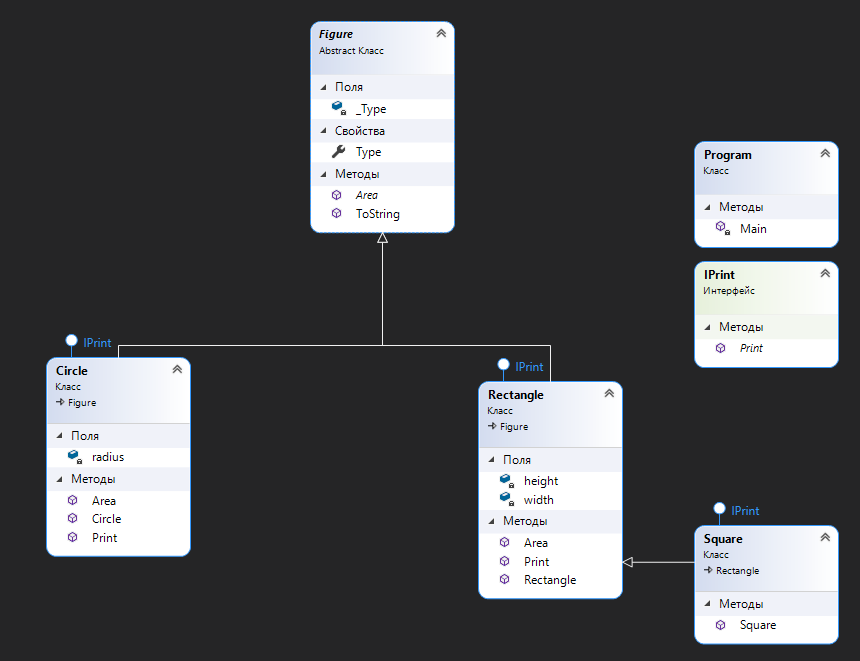 Figure
Abstract Класс
Поля
_Type
Свойства
Type
Методы
Area
ToString
Program
Класс
Методы
Main
IPrint
Интерфейс
Методы
Print
IPrint
Circle
Класс
Figure
Поля
radius
Методы
Area
Circle
Print
IPrint
Rectangle
Класс
Figure
Поля
height
width
Методы
Area
Print
Rectangle
IPrint
Square
Класс
Rectangle
Методы
Square